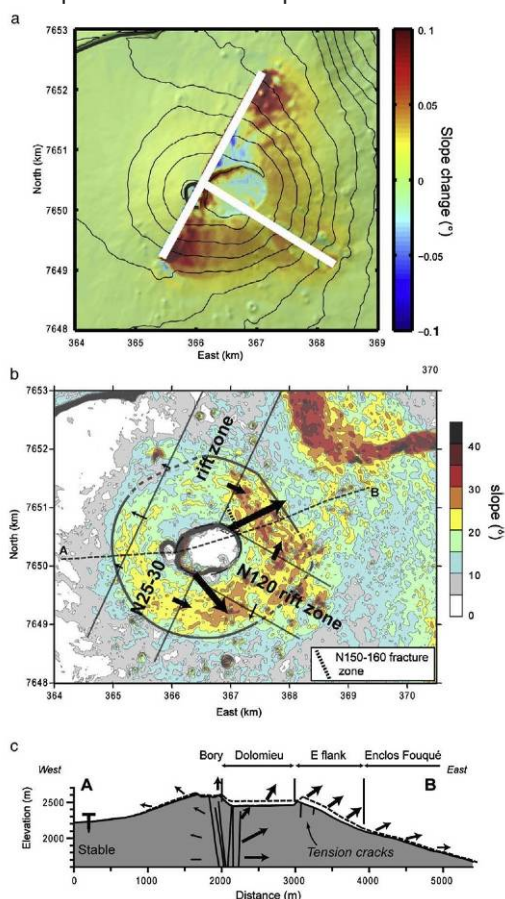 a
7653
7652
7651
7650
7649
7648
North (km)
364 365 366 367 368 369
East (km)
0.1
0.05
0
−0.05
−0.1
Slope change (°)
b
370
7653
7652
7651
7650
7649
7648
North (km)
rift zone
B
A
N25-30
N120 rift zone
N150-160 fracture
zone
364 365 366 367 368 370
East (km)
40
30
20
10
0
slope (°)
c
Bory Dolomieu E flank Enclos Fouqué
West
East
A
B
Elevation (m)
2500
2000
1600
Stable
Tension cracks
0 1000 2000 3000 4000 5000
Distance (m)